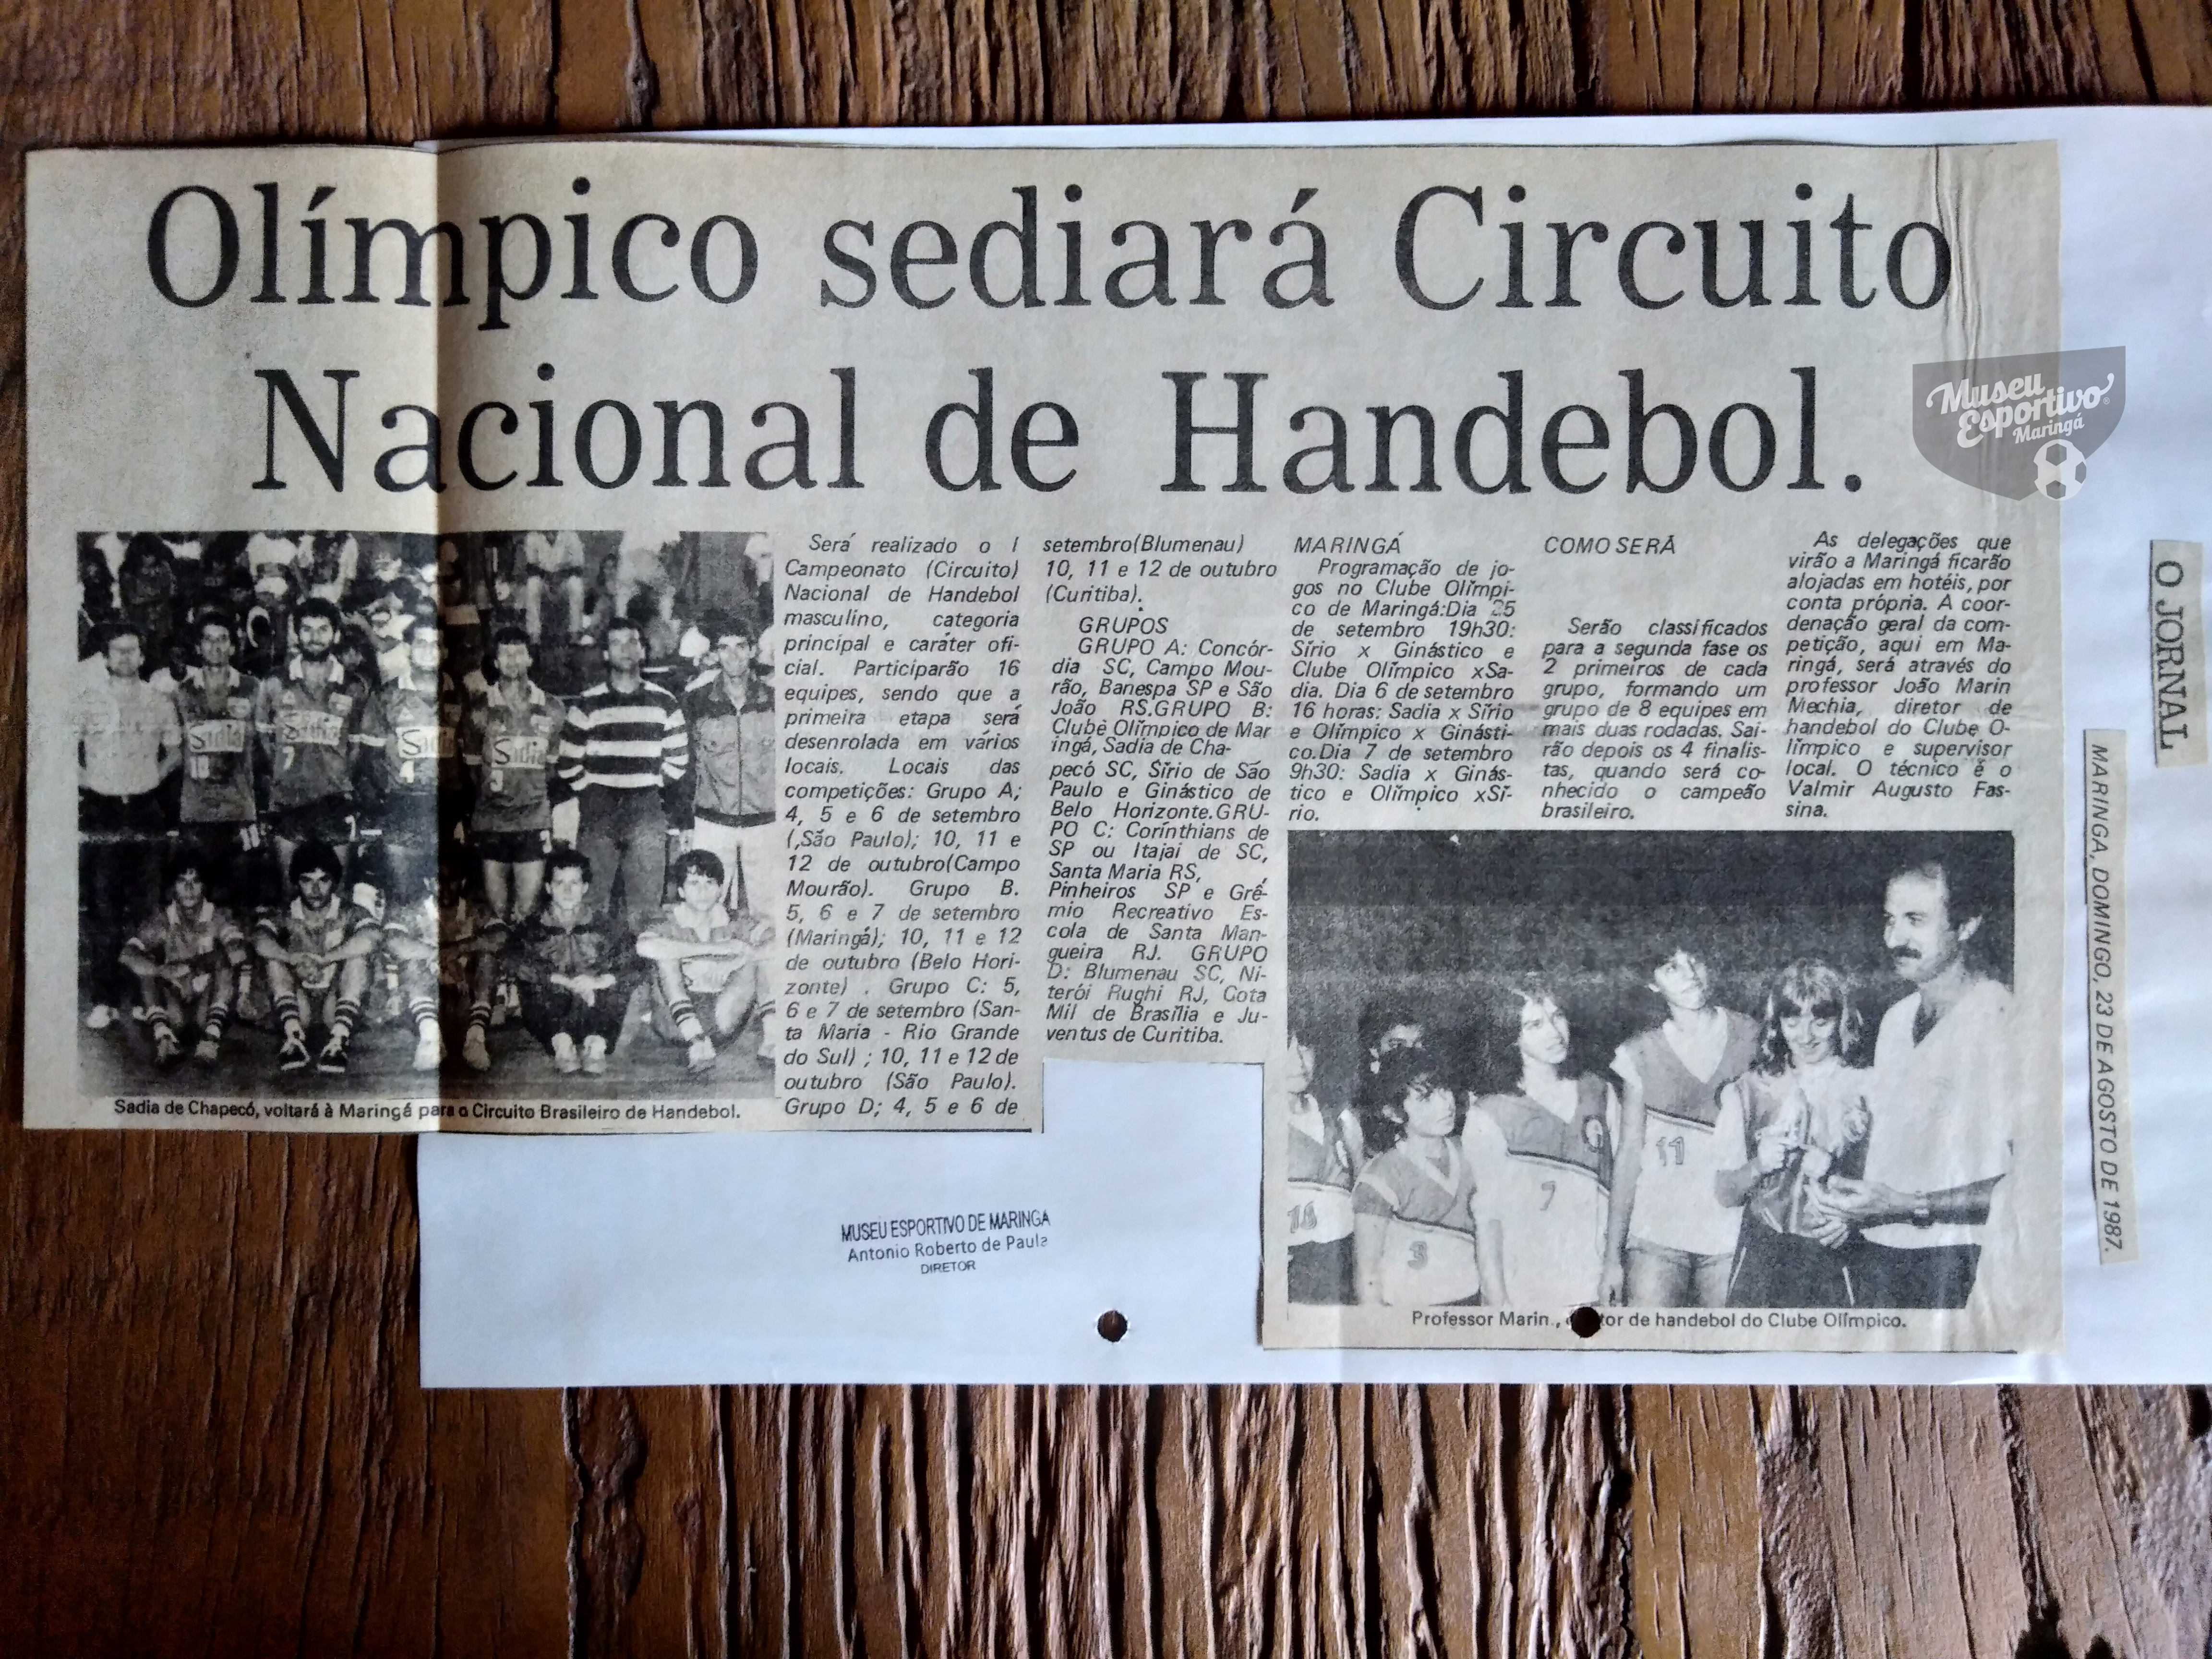 Olímpico sediará Circuito
Nacional de Handebol.
Museu
Esportivo
Maringá
Será realizado o I
Campeonato (Circuito)
Nacional de Handebol
masculino, categoria
principal e caráter ofi-
cial. Participarão 16
equipes, sendo que a
primeira etapa será
desenrolada em vários
locais. Locais das
competições: Grupo A;
4, 5 e 6 de setembro
(,São Paulo); 10, 11 e
12 de outubro(Campo
Mourão). Grupo B.
5, 6 e 7 de setembro
(Maringá); 10, 11 e 12
de outubro (Belo Hori-
zonte) . Grupo C: 5,
6 e 7 de setembro (San-
ta Maria - Rio Grande
do Sul) ; 10, 11 e 12 de
outubro (São Paulo).
Grupo D; 4, 5 e 6 de
setembro(Blumenau)
10, 11 e 12 de outubro
(Curitiba).
GRUPOS
GRUPO A: Concór-
dia SC, Campo Mou-
rão, Banespa SP e São
João RS.GRUPO B:
Clube Olímpico de Mar
ingá, Sadia de Cha-
pecó SC, Sírio de São
Paulo e Ginástico de
Belo Horizonte.GRU-
PO C: Corínthians de
SP ou Itajai de SC,
Santa Maria RS,
Pinheiros SP e Grê-
mio Recreativo Es-
cola de Santa Man-
gueira RJ. GRUPO
D: Blumenau SC, Ni-
terói Rughi RJ, Cota
Mil de Brasília e Ju-
ventus de Curitiba.
MARINGÁ
Programação de jo-
gos no Clube Olímpi-
co de Maringá:Dia 25
de setembro 19h30:
Sírio x Ginástico e
Clube Olímpico xSa-
dia. Dia 6 de setembro
16 horas: Sadia x Sírio
e Olímpico x Ginásti-
co.Dia 7 de setembro
9h30: Sadia x Ginás-
tico e Olímpico xSí-
rio.
COMO SERÁ
Serão classificados
para a segunda fase os
2 primeiros de cada
grupo, formando um
grupo de 8 equipes em
mais duas rodadas. Sai-
rão depois os 4 finalis-
tas, quando será co-
nhecido o campeão
brasileiro.
As delegações que
virão a Maringá ficarão
alojadas em hotéis, por
conta própria. A coor-
denação geral da com-
petição, aqui em Ma-
ringá, será através do
professor João Marin
Mechia, diretor de
handebol do Clube O-
límpico e supervisor
local. O técnico é o
Valmir Augusto Fas-
sina.
Sadia
10
Sadia
7
Sadia
4
Sadia
3
Sadia de Chapecó, voltará à Maringá para o Circuito Brasileiro de Handebol.
16
3
7
9
11
Professor Marin., tor de handebol do Clube Olímpico.
O JORNAL
MARINGA, DOMINGO, 23 DE AGOSTO DE 1987.
MUSEU ESPORTIVO DE MARINGA
Antonio Roberto de Paula
DIRETOR